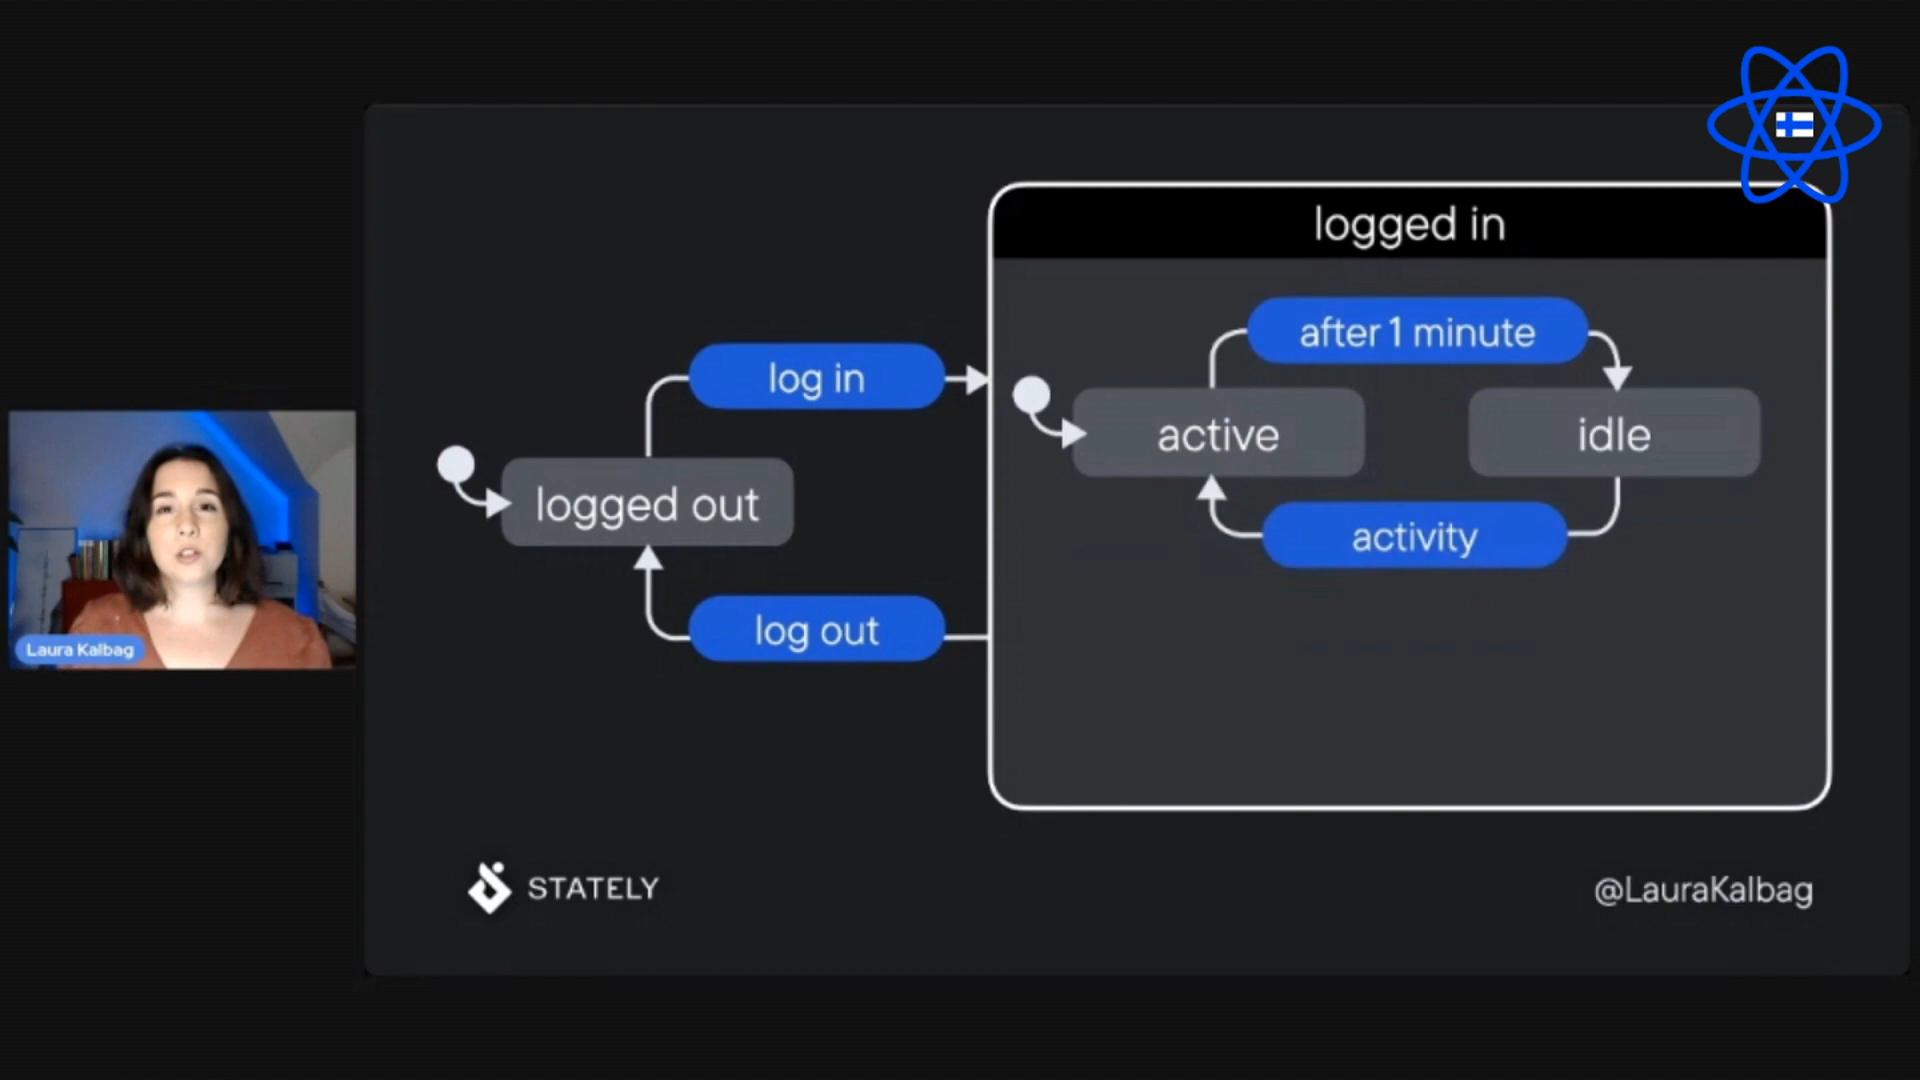 logged in
after 1 minute
log in
active
idle
logged out
activity
log out
Laura Kalbag
STATELY
@LauraKalbag